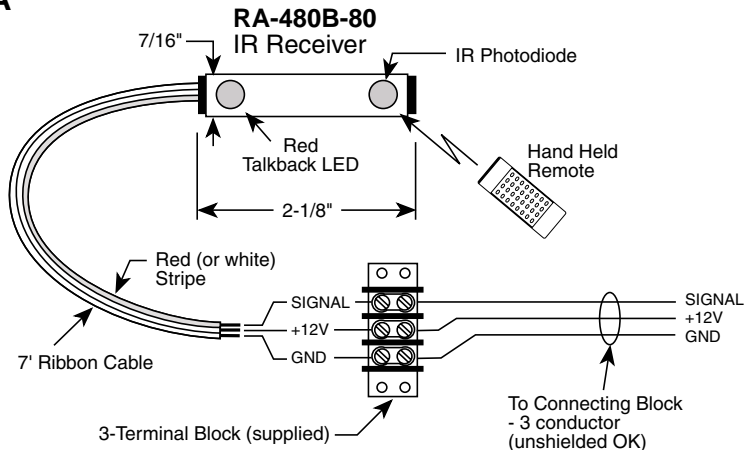 RA-480B-80
IR Receiver
7/16"
IR Photodiode
Red
Talkback LED
Hand Held
Remote
2-1/8"
Red (or white)
Stripe
SIGNAL
+12V
GND
SIGNAL
+12V
GND
7' Ribbon Cable
3-Terminal Block (supplied)
To Connecting Block
- 3 conductor
(unshielded OK)